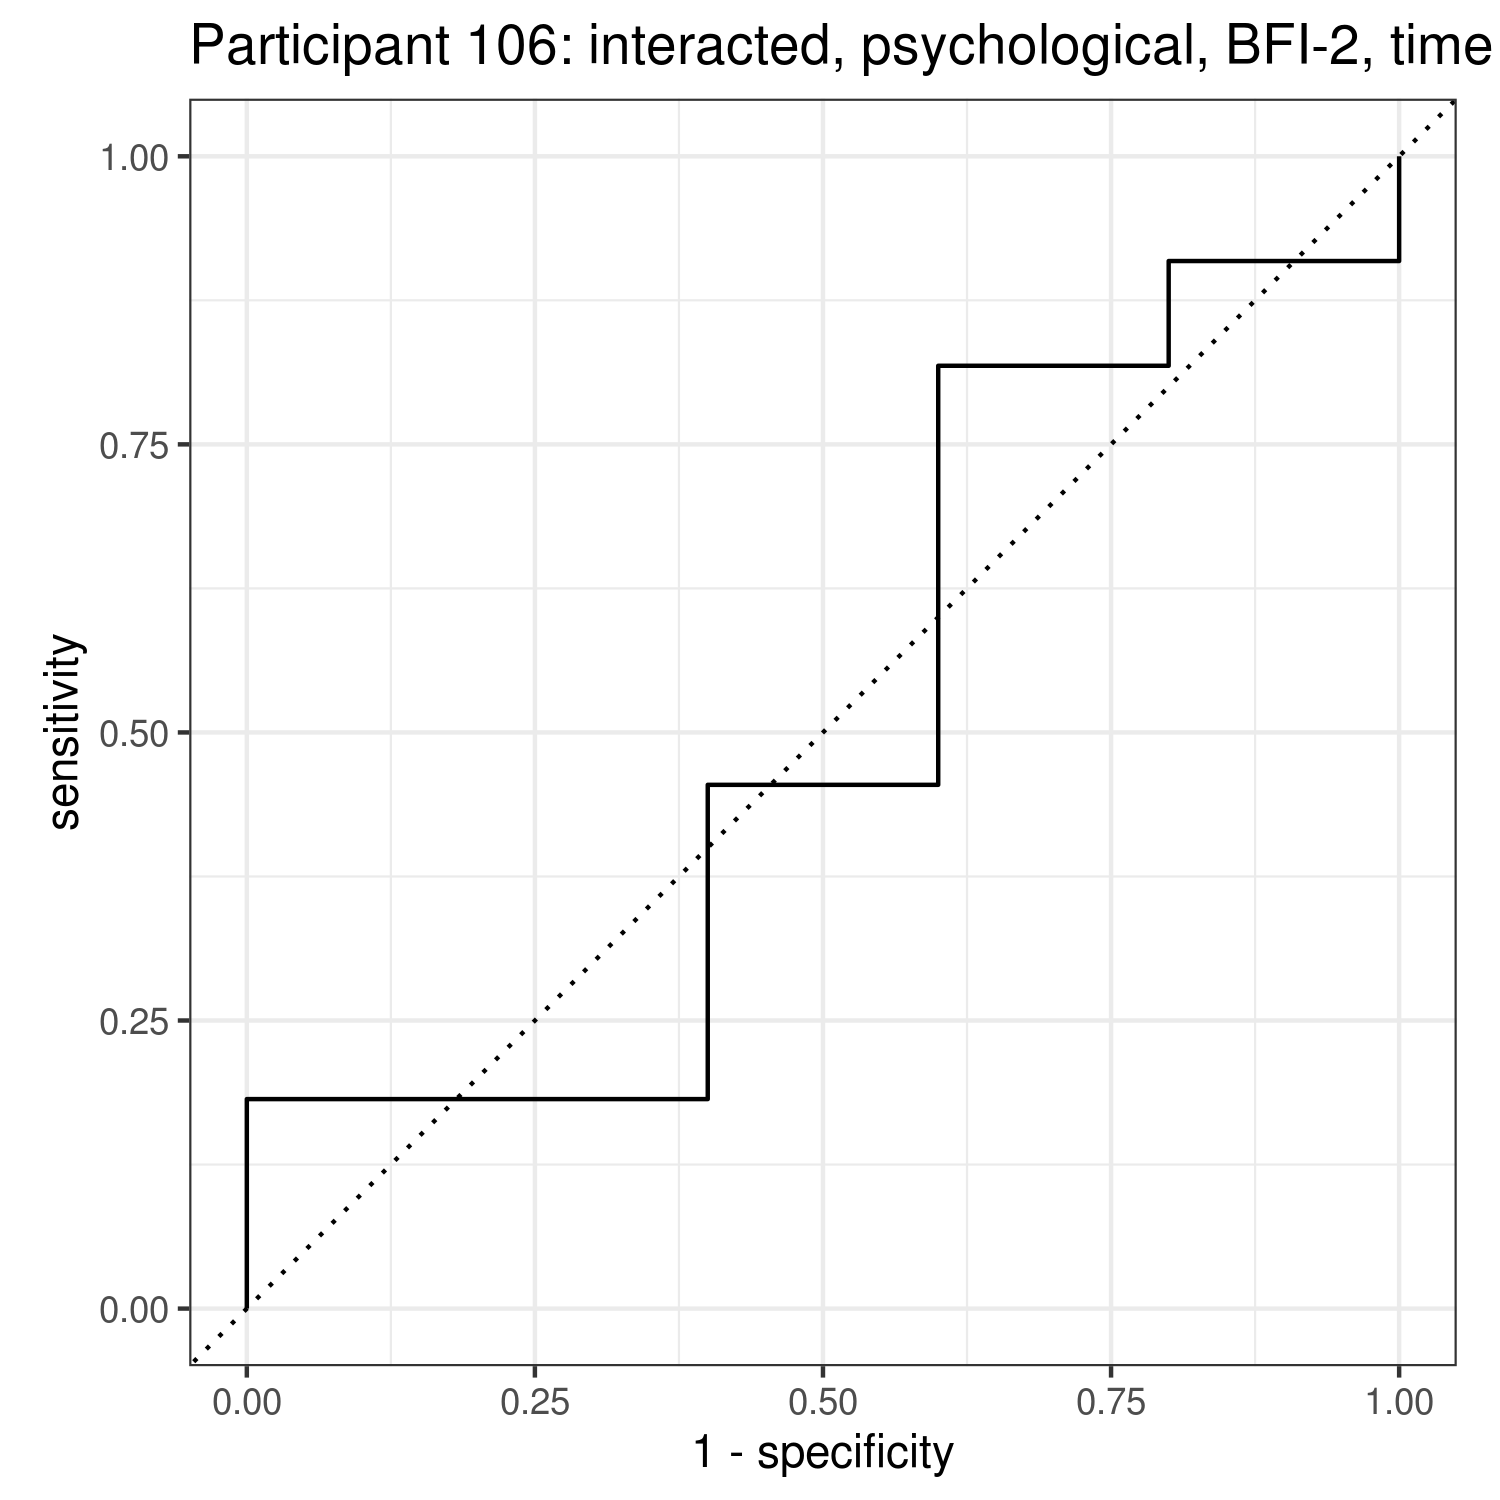 Participant 106: interacted, psychological, BFI-2, time
1.00
0.75
0.50
0.25
0.00
sensitivity
0.00 0.25 0.50 0.75 1.00
1 - specificity